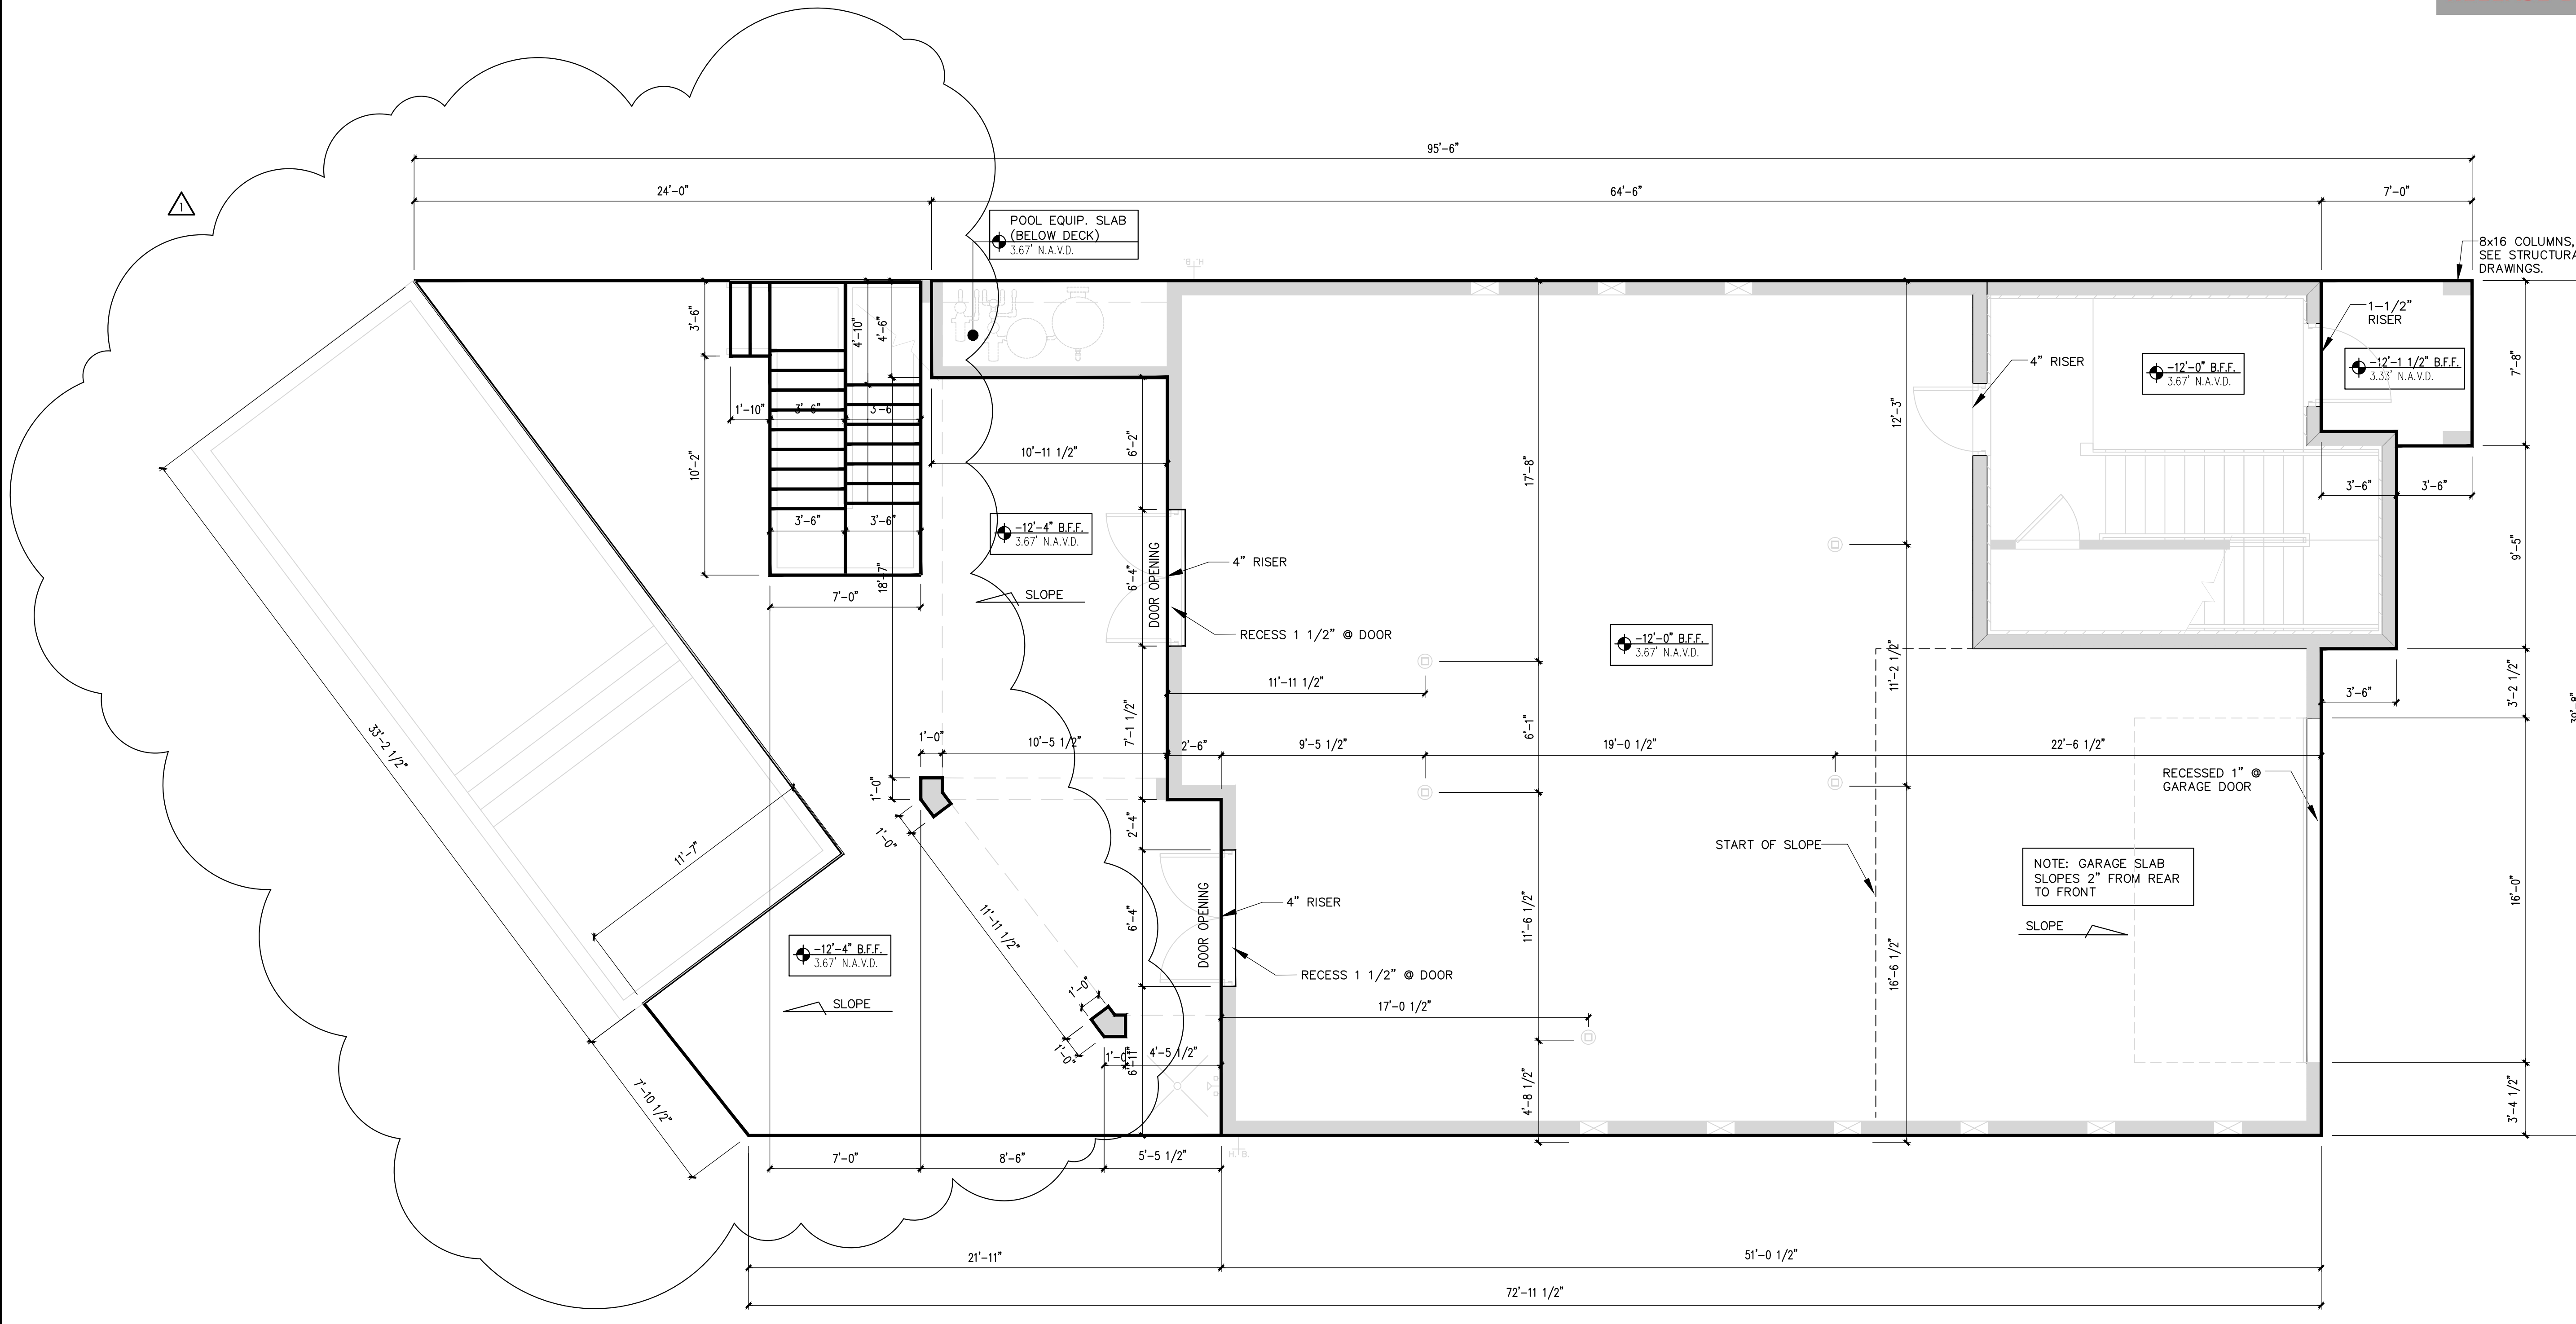 95'-6"
24'-0"
64'-6"
7'-0"
1
POOL EQUIP. SLAB
(BELOW DECK)
3.67' N.A.V.D.
8x16 COLUMNS,
DRAWINGS.
H.B.
3'-6"
4'-10"
4'-6"
1-1/2"
RISER
4" RISER
-12'-0" B.F.F.
3.67' N.A.V.D.
-12'-1 1/2" B.F.F.
3.33' N.A.V.D.
7'-8"
1'-10"
3'-6"
3'-6
12'-3"
6'-2"
10'-11 1/2"
10'-2"
17'-8"
3'-6"
3'-6"
3'-6"
3'-6"
-12'-4" B.F.F.
3.67' N.A.V.D.
9'-5"
4" RISER
DOOR OPENING
6'-4"
18'-7"
7'-0"
SLOPE
RECESS 1 1/2" @ DOOR
-12'-0" B.F.F.
3.67' N.A.V.D.
11'-2 1/2"
3'-2 1/2"
11'-11 1/2"
3'-6"
39'-8"
33'-2 1/2"
7'-1 1/2"
6'-1"
1'-0"
10'-5 1/2"
2'-6"
9'-5 1/2"
19'-0 1/2"
22'-6 1/2"
RECESSED 1" @
GARAGE DOOR
1'-0"
1'-0"
2'-4"
11'-7"
START OF SLOPE
NOTE: GARAGE SLAB
SLOPES 2" FROM REAR
TO FRONT
16'-0"
4" RISER
DOOR OPENING
6'-4"
11'-11 1/2"
11'-6 1/2"
SLOPE
-12'-4" B.F.F.
3.67' N.A.V.D.
RECESS 1 1/2" @ DOOR
16'-6 1/2"
1'-0"
SLOPE
17'-0 1/2"
1'-0"
1'-0"
6'-11"
4'-5 1/2"
7'-10 1/2"
4'-8 1/2"
3'-4 1/2"
H.B.
7'-0"
8'-6"
5'-5 1/2"
21'-11"
51'-0 1/2"
72'-11 1/2"